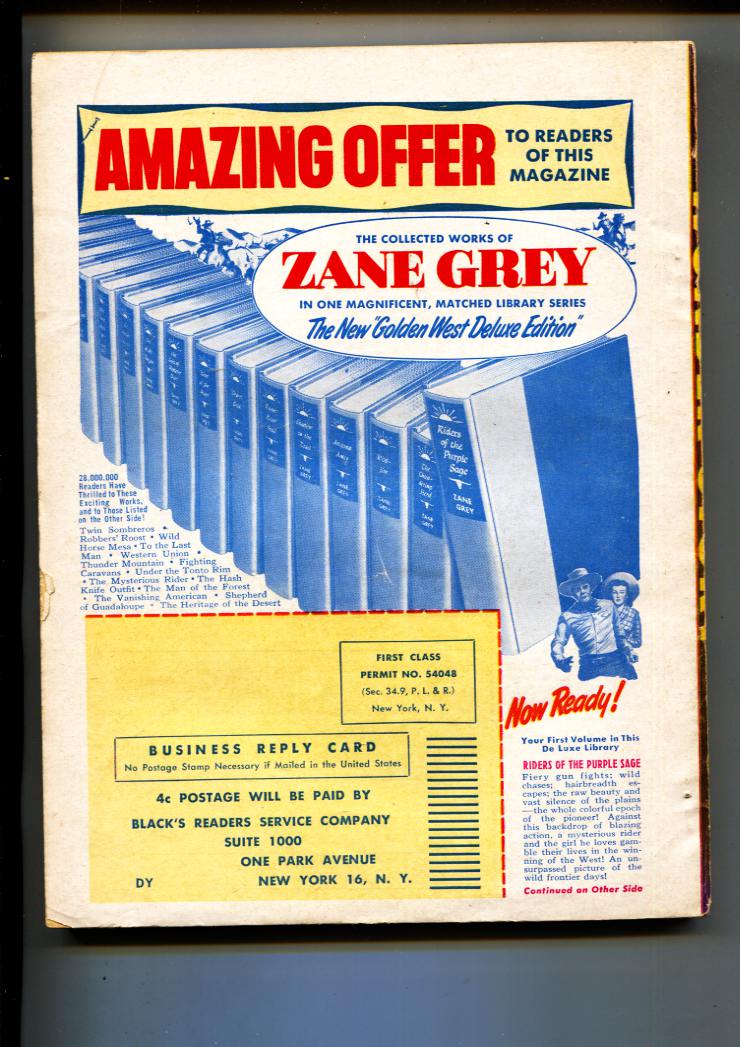 AMAZING OFFER
TO READERS
OF THIS
MAGAZINE
THE COLLECTED WORKS OF
ZANE GREY
IN ONE MAGNIFICENT, MATCHED LIBRARY SERIES
The New "Golden West Deluxe Edition"
Riders
of the
Purple
Sage
ZANE
GREY
28,000,000
Readers Have
Thrilled to These
Exciting Works,
and to Those Listed
on the Other Side!
Twin Sombreros •
Robbers' Roost • Wild
Horse Mesa • To the Last
Man • Western Union •
Thunder Mountain • Fighting
Caravans • Under the Tonto Rim
• The Mysterious Rider • The Hash
Knife Outfit • The Man of the Forest
• The Vanishing American • Shepherd
of Guadaloupe • The Heritage of the Desert
FIRST CLASS
PERMIT NO. 54048
(Sec. 34.9, P. L. & R.)
New York, N. Y.
BUSINESS REPLY CARD
No Postage Stamp Necessary if Mailed in the United States
4c POSTAGE WILL BE PAID BY
BLACK'S READERS SERVICE COMPANY
SUITE 1000
ONE PARK AVENUE
DY NEW YORK 16, N. Y.
Now Ready!
Your First Volume in This
De Luxe Library
RIDERS OF THE PURPLE SAGE
Fiery gun fights; wild
chases; hairbreadth es-
capes; the raw beauty and
vast silence of the plains
—the whole colorful epoch
of the pioneer! Against
this backdrop of blazing
action, a mysterious rider
and the girl he loves gam-
ble their lives in the win-
ning of the West! An un-
surpassed picture of the
wild frontier days!
Continued on Other Side